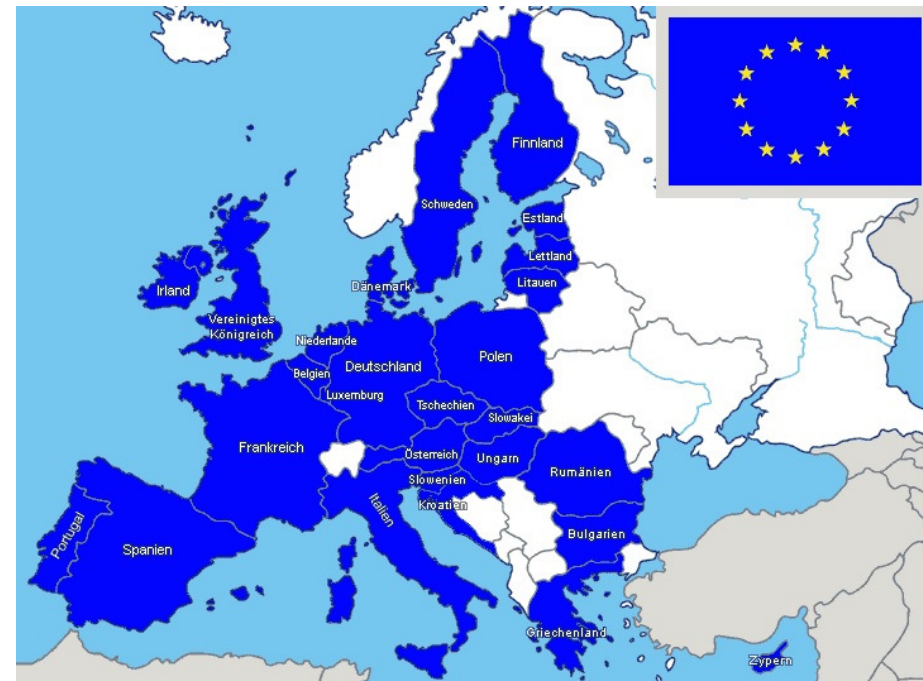 Finnland
Schweden
Estland
Lettland
Litauen
Dänemark
Irland
Vereinigtes
Königreich
Niederlande
Belgien
Deutschland
Polen
Luxemburg
Tschechien
Slowakei
Frankreich
Österreich
Ungarn
Rumänien
Slowenien
Kroatien
Italien
Portugal
Spanien
Bulgarien
Griechenland
Zypern